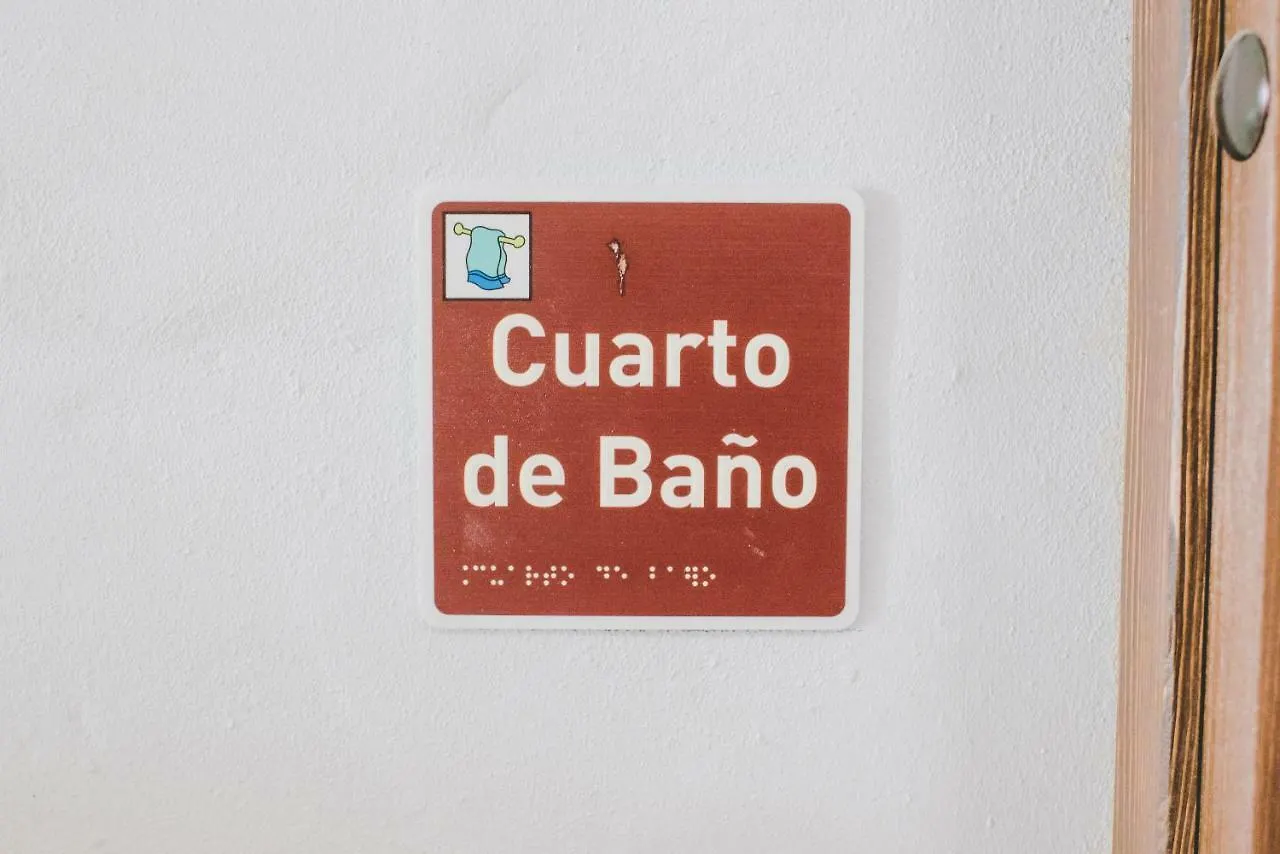 Cuarto
de Baño
⠨⠉⠥⠁⠗⠞⠕ ⠙⠑ ⠃⠁⠻⠕